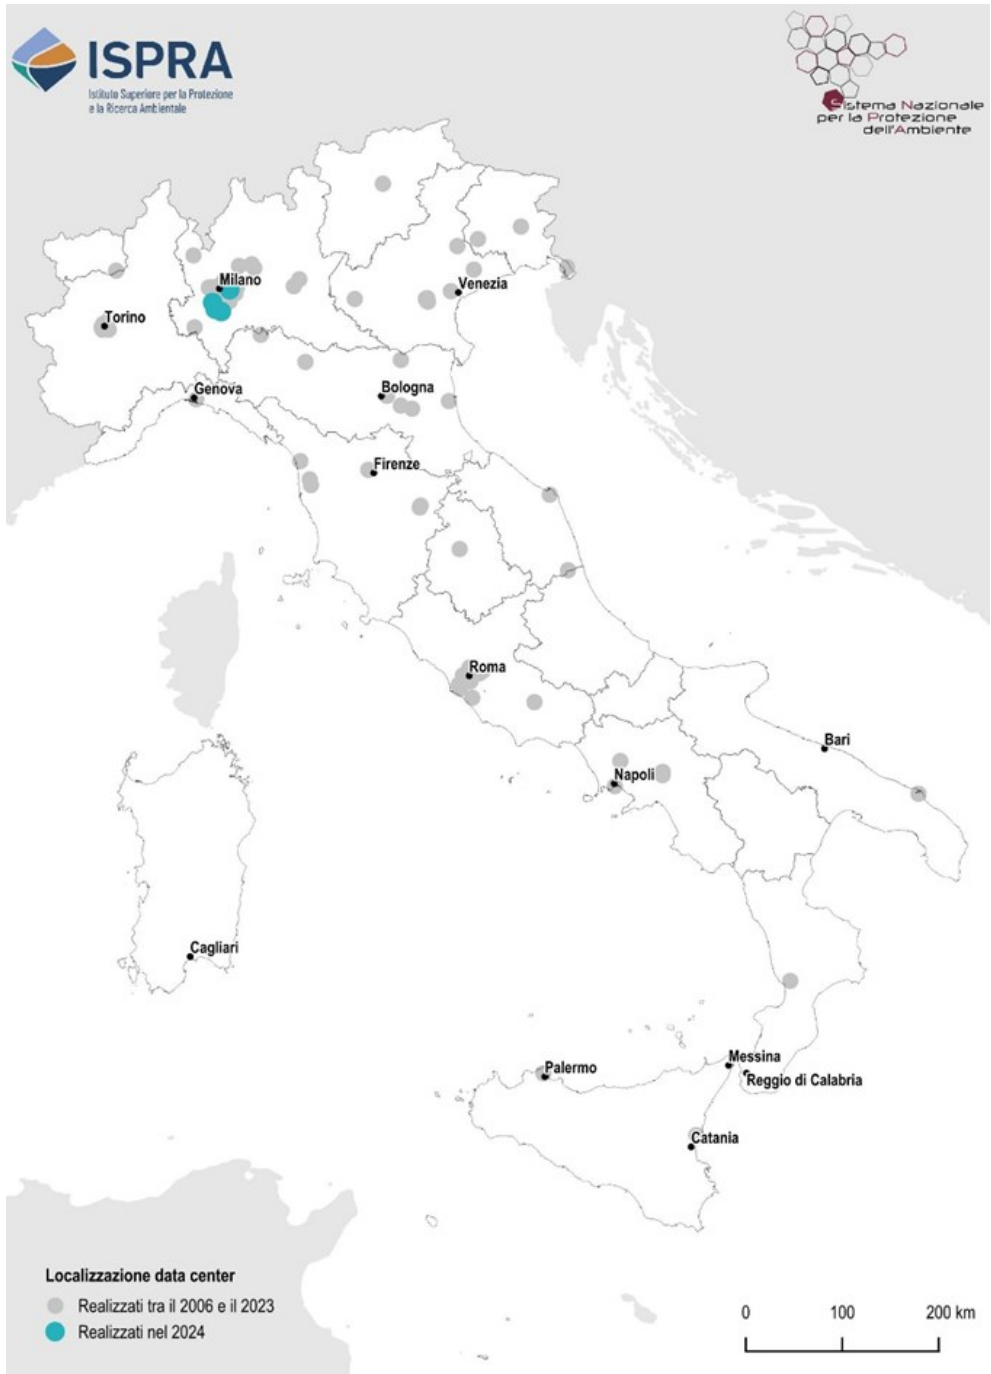 ISPRA
Istituto Superiore per la Protezione
e la Ricerca Ambientale
Sistema Nazionale
per la Protezione
dell'Ambiente
Milano
Venezia
Torino
Genova
Bologna
Firenze
Roma
Bari
Napoli
Cagliari
Messina
Palermo
Reggio di Calabria
Catania
Localizzazione data center
Realizzati tra il 2006 e il 2023
Realizzati nel 2024
0 100 200 km